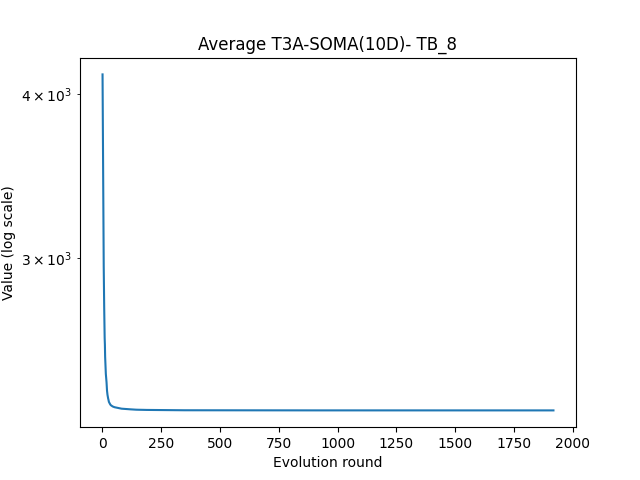 Average T3A-SOMA(10D)- TB_8
Value (log scale)
4 × 10³
3 × 10³
0 250 500 750 1000 1250 1500 1750 2000
Evolution round